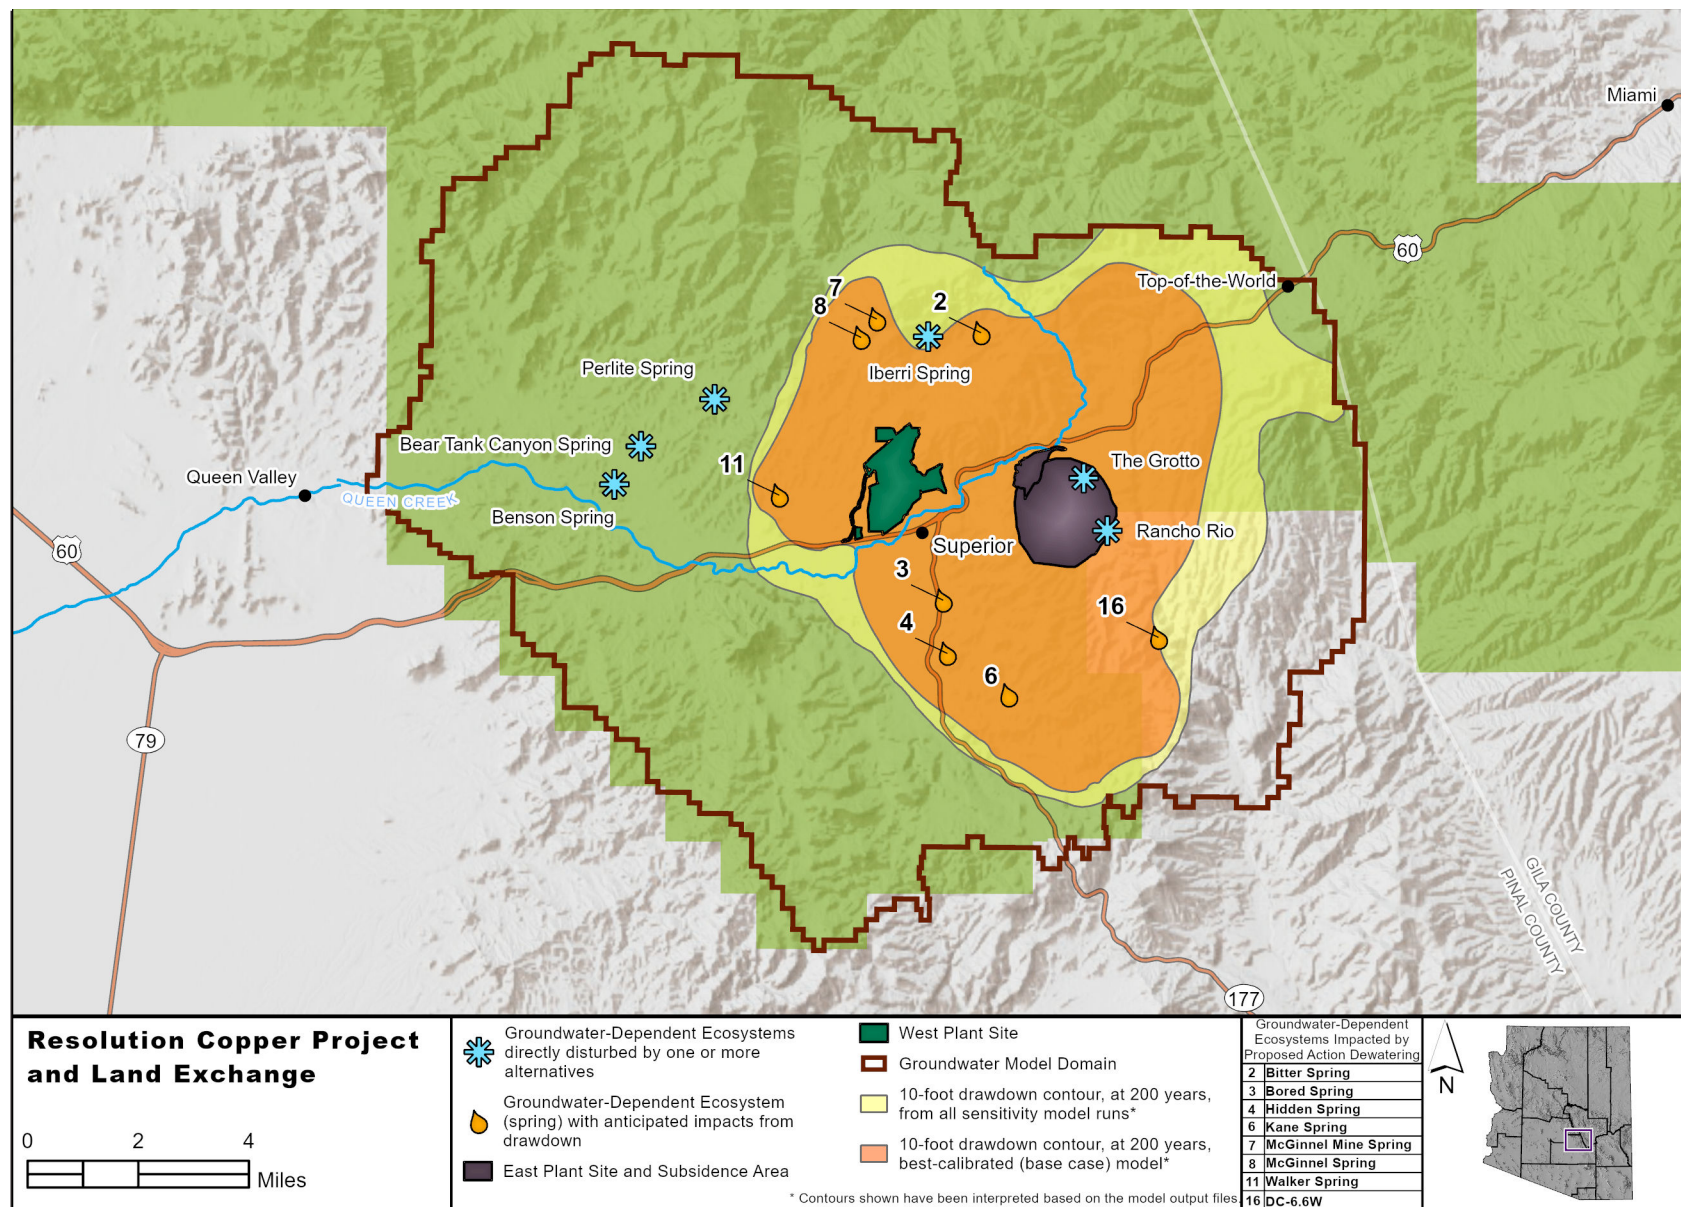 Miami
60
7
8
2
Top-of-the-World
Perlite Spring
Iberri Spring
Bear Tank Canyon Spring
11
The Grotto
Queen Valley
QUEEN CREEK
Benson Spring
Rancho Rio
Superior
60
3
16
4
6
79
GILA COUNTY
PINAL COUNTY
177
Resolution Copper Project
and Land Exchange
0 2 4
Miles
Groundwater-Dependent Ecosystems
directly disturbed by one or more
alternatives
Groundwater-Dependent Ecosystem
(spring) with anticipated impacts from
drawdown
East Plant Site and Subsidence Area
West Plant Site
Groundwater Model Domain
10-foot drawdown contour, at 200 years,
from all sensitivity model runs*
10-foot drawdown contour, at 200 years,
best-calibrated (base case) model*
* Contours shown have been interpreted based on the model output files.
Groundwater-Dependent
Ecosystems Impacted by
Proposed Action Dewatering
2 Bitter Spring
3 Bored Spring
4 Hidden Spring
6 Kane Spring
7 McGinnel Mine Spring
8 McGinnel Spring
11 Walker Spring
16 DC-6.6W
N